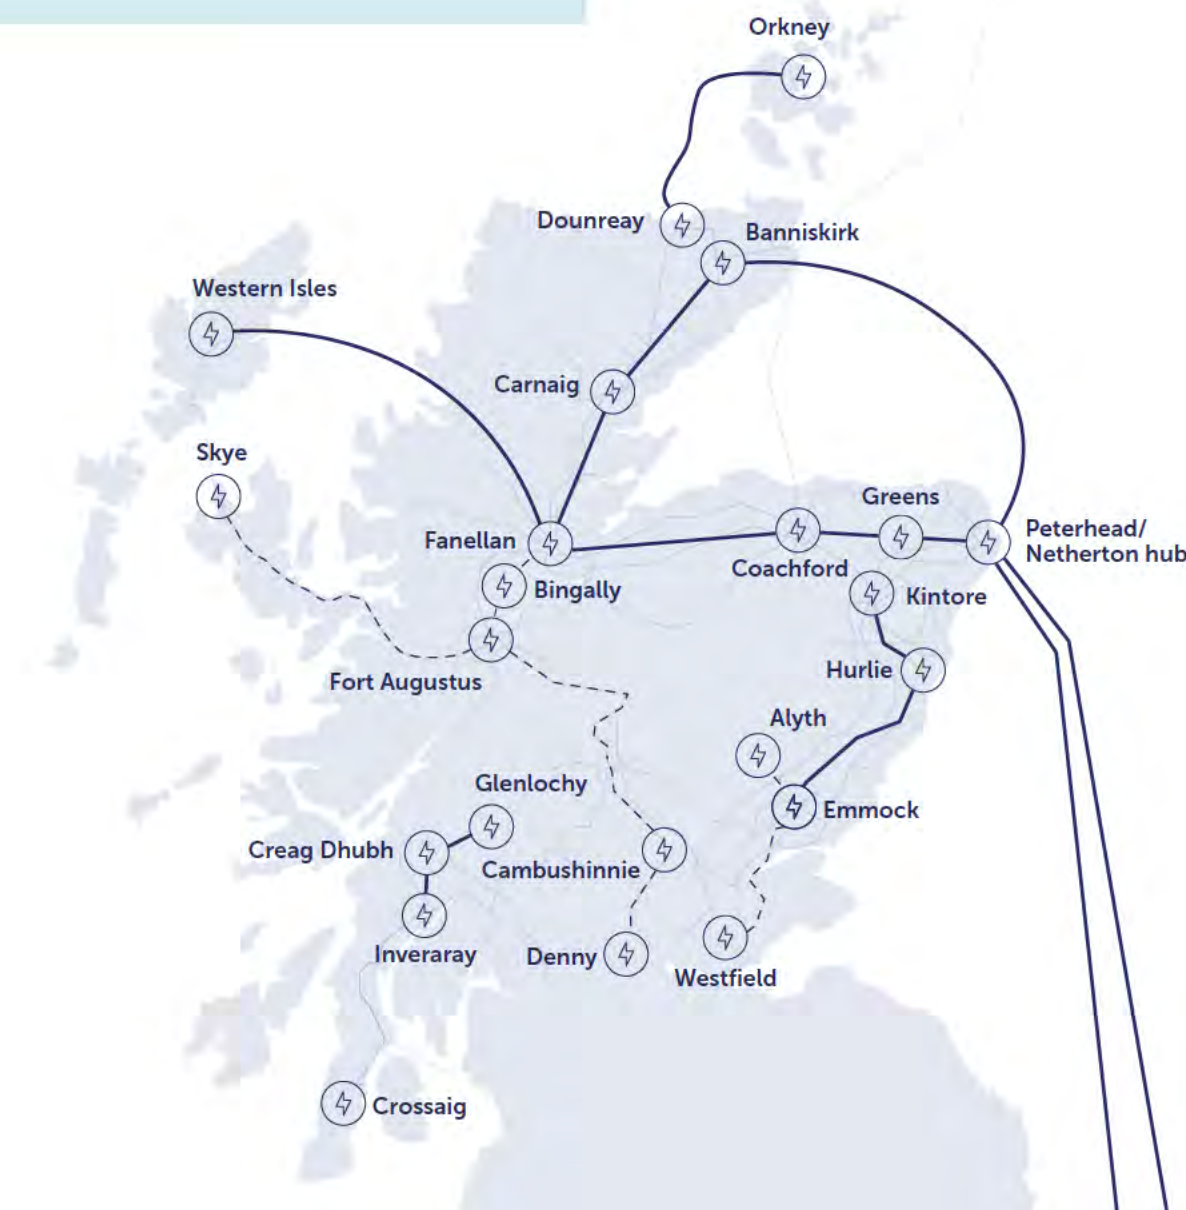 Orkney
Dounreay
Banniskirk
Western Isles
Carnaig
Skye
Greens
Fanellan
Peterhead/
Netherton hub
Coachford
Bingally
Kintore
Hurlie
Fort Augustus
Alyth
Glenlochy
Emmock
Creag Dhubh
Cambushinnie
Inveraray
Denny
Westfield
Crossaig